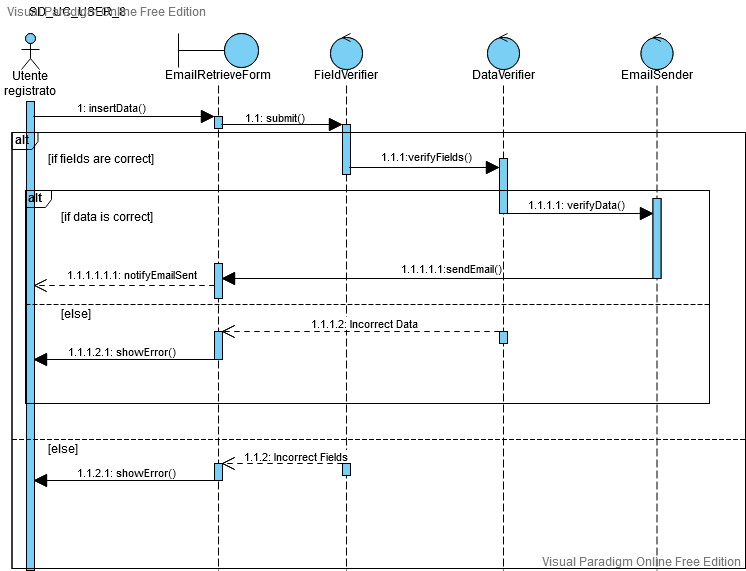 Visual Paradigm Online Free Edition
SD_UC_USER_8
Utente
registrato
EmailRetrieveForm
FieldVerifier
DataVerifier
EmailSender
1: insertData()
1.1: submit()
alt
[if fields are correct]
1.1.1:verifyFields()
alt
[if data is correct]
1.1.1.1: verifyData()
1.1.1.1.1:sendEmail()
1.1.1.1.1.1: notifyEmailSent
[else]
1.1.1.2: Incorrect Data
1.1.1.2.1: showError()
[else]
1.1.2: Incorrect Fields
1.1.2.1: showError()
Visual Paradigm Online Free Edition